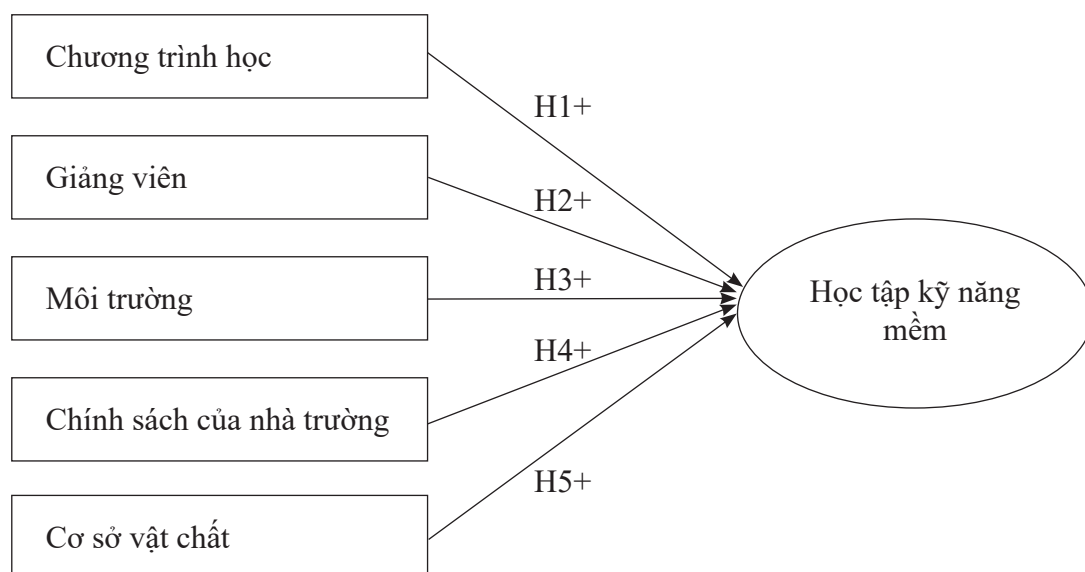 Chương trình học
H1+
Giảng viên
H2+
Môi trường
H3+
Học tập kỹ năng
mềm
H4+
Chính sách của nhà trường
H5+
Cơ sở vật chất